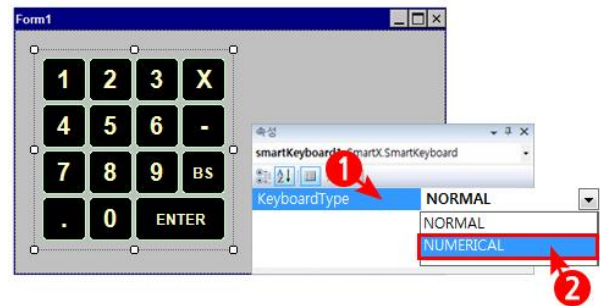 Form1
1 2 3 X
4 5 6 -
7 8 9 BS
. 0 ENTER
속성
smartKeyboard1 SmartX.SmartKeyboard
1
KeyboardType NORMAL
NORMAL
NUMERICAL
2